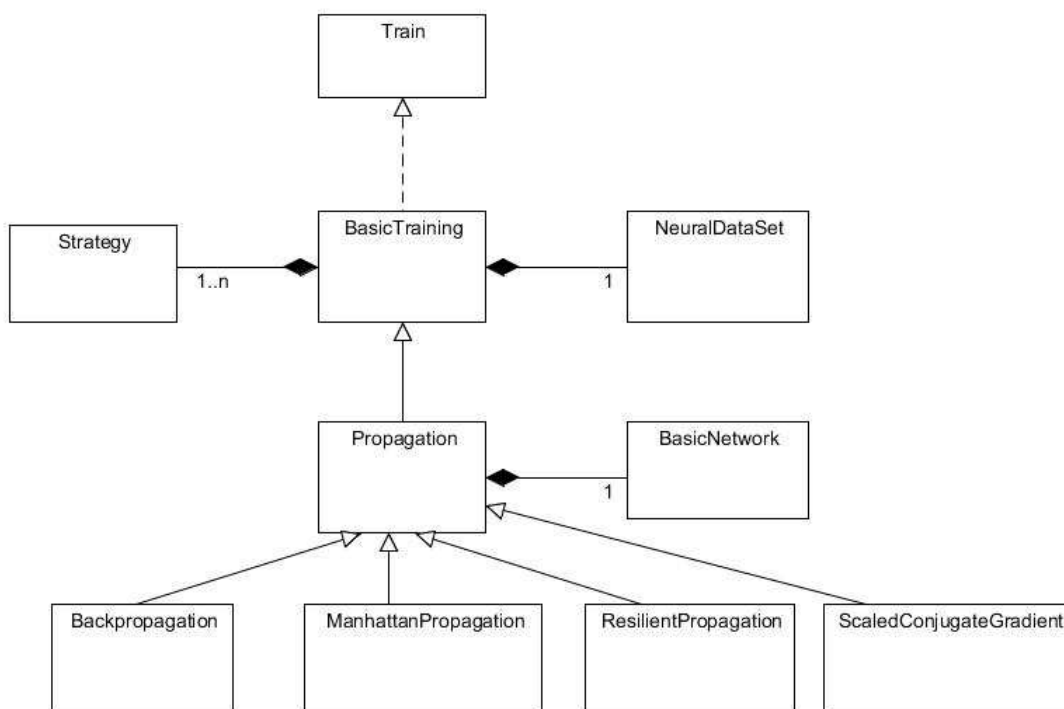 Train
Strategy
BasicTraining
NeuralDataSet
1..n
1
Propagation
BasicNetwork
1
Backpropagation
ManhattanPropagation
ResilientPropagation
ScaledConjugateGradient